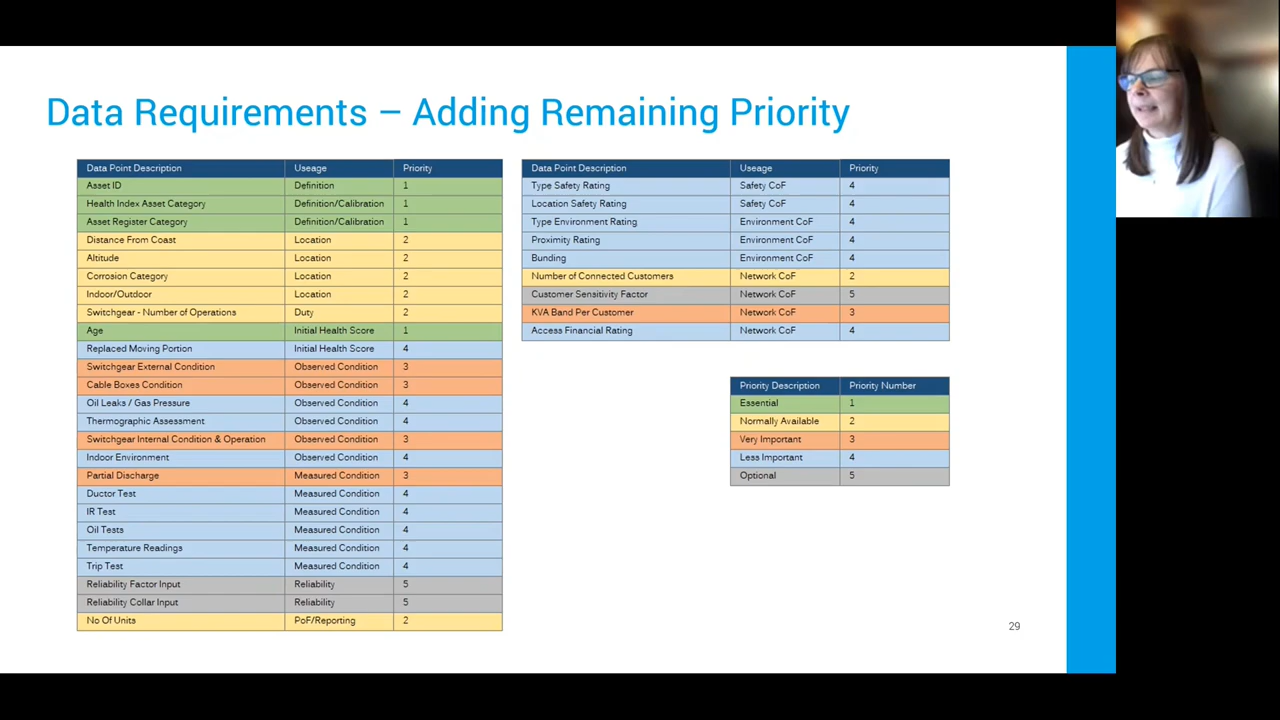 Data Requirements – Adding Remaining Priority
Data Point Description Useage Priority
Asset ID Definition 1
Health Index Asset Category Definition/Calibration 1
Asset Register Category Definition/Calibration 1
Distance From Coast Location 2
Altitude Location 2
Corrosion Category Location 2
Indoor/Outdoor Location 2
Switchgear - Number of Operations Duty 2
Age Initial Health Score 1
Replaced Moving Portion Initial Health Score 4
Switchgear External Condition Observed Condition 3
Cable Boxes Condition Observed Condition 3
Oil Leaks / Gas Pressure Observed Condition 4
Thermographic Assessment Observed Condition 4
Switchgear Internal Condition & Operation Observed Condition 3
Indoor Environment Observed Condition 4
Partial Discharge Measured Condition 3
Ductor Test Measured Condition 4
IR Test Measured Condition 4
Oil Tests Measured Condition 4
Temperature Readings Measured Condition 4
Trip Test Measured Condition 4
Reliability Factor Input Reliability 5
Reliability Collar Input Reliability 5
No Of Units PoF/Reporting 2
Data Point Description Useage Priority
Type Safety Rating Safety CoF 4
Location Safety Rating Safety CoF 4
Type Environment Rating Environment CoF 4
Proximity Rating Environment CoF 4
Bunding Environment CoF 4
Number of Connected Customers Network CoF 2
Customer Sensitivity Factor Network CoF 5
KVA Band Per Customer Network CoF 3
Access Financial Rating Network CoF 4
Priority Description Priority Number
Essential 1
Normally Available 2
Very Important 3
Less Important 4
Optional 5
29